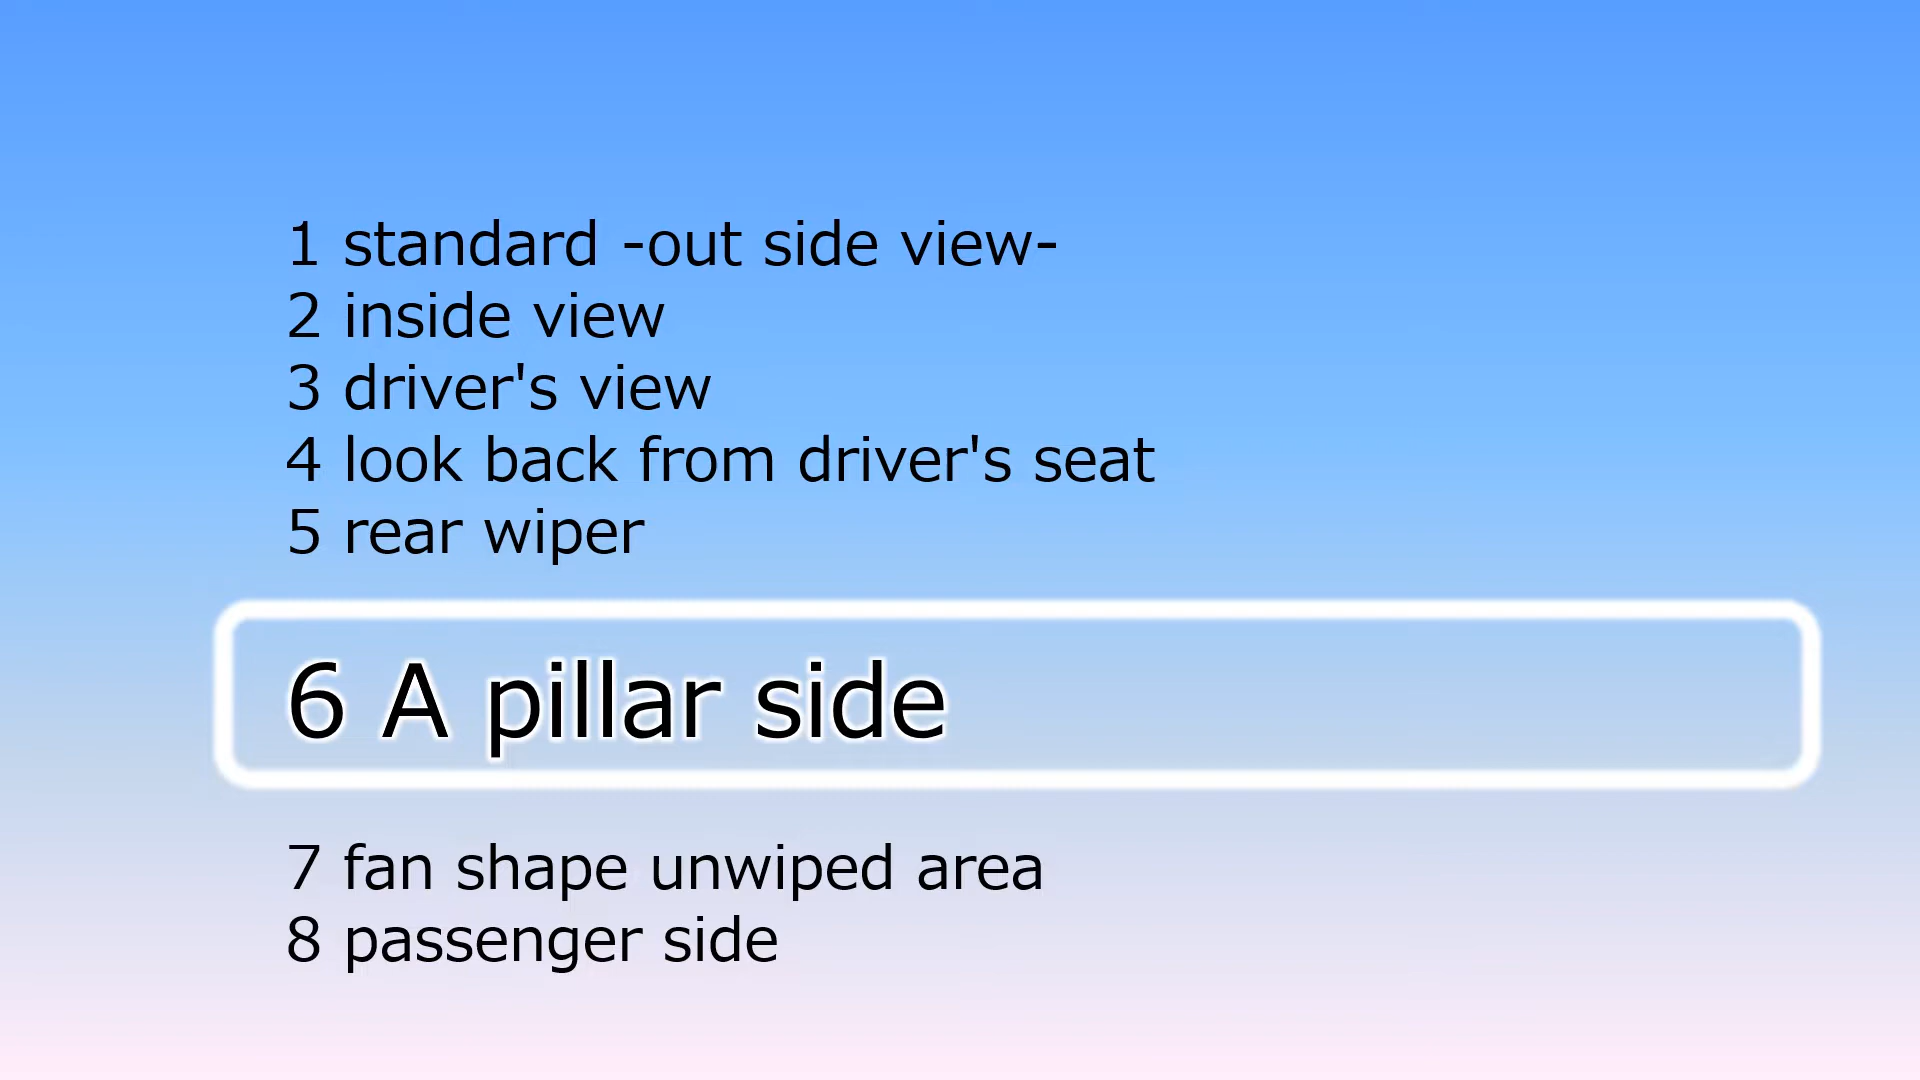 1 standard -out side view-
2 inside view
3 driver's view
4 look back from driver's seat
5 rear wiper
6 A pillar side
7 fan shape unwiped area
8 passenger side